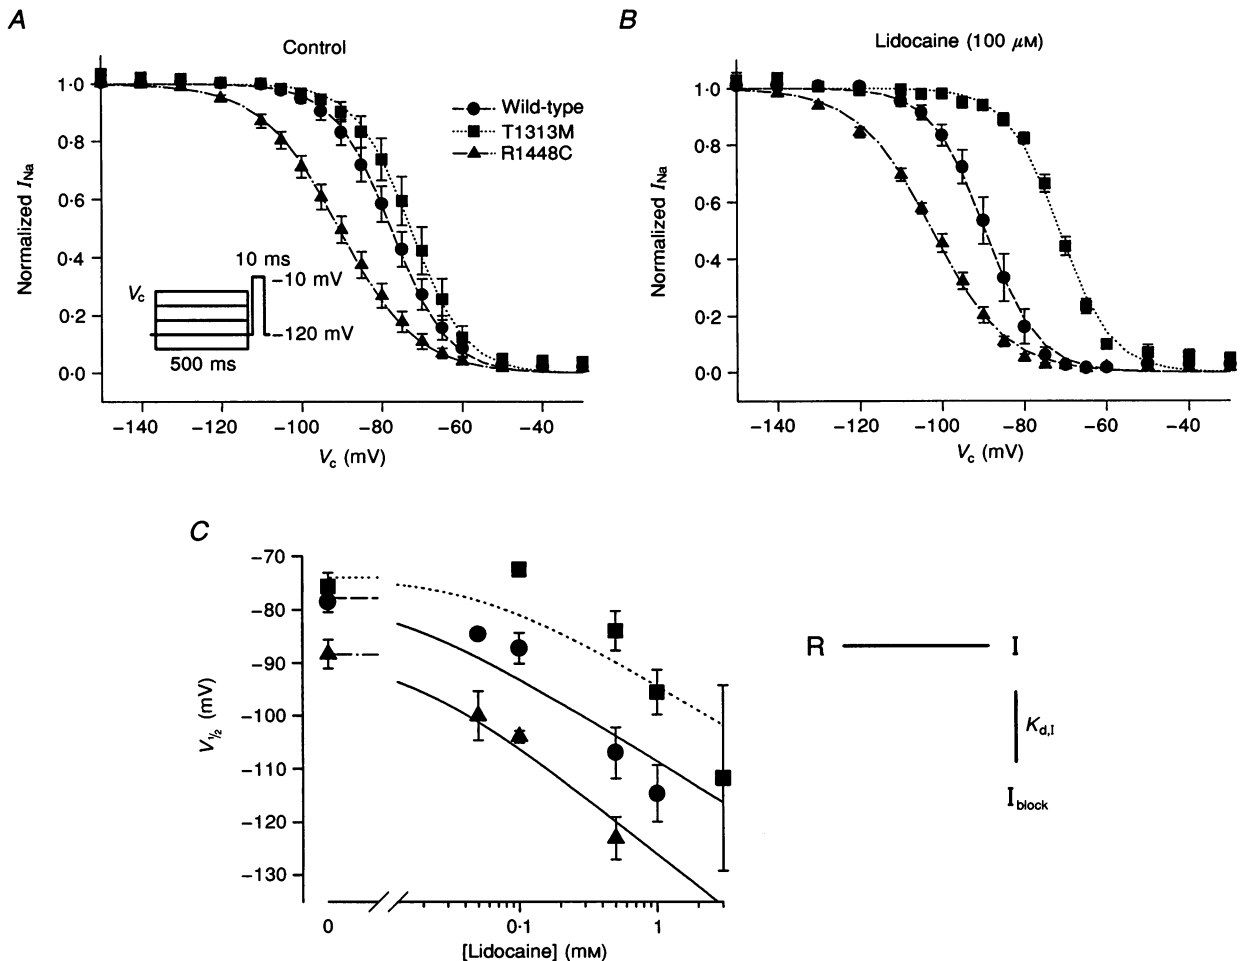 A
Control
Normalized INa
1·0
0·8
0·6
0·4
0·2
0·0
Wild-type
T1313M
R1448C
10 ms
−10 mV
Vc
−120 mV
500 ms
−140 −120 −100 −80 −60 −40
Vc (mV)
B
Lidocaine (100 μM)
Normalized INa
1·0
0·8
0·6
0·4
0·2
0·0
−140 −120 −100 −80 −60 −40
Vc (mV)
C
V½ (mV)
−70
−80
−90
−100
−110
−120
−130
0 0·1 1
[Lidocaine] (mM)
R I
Kd,I
Iblock